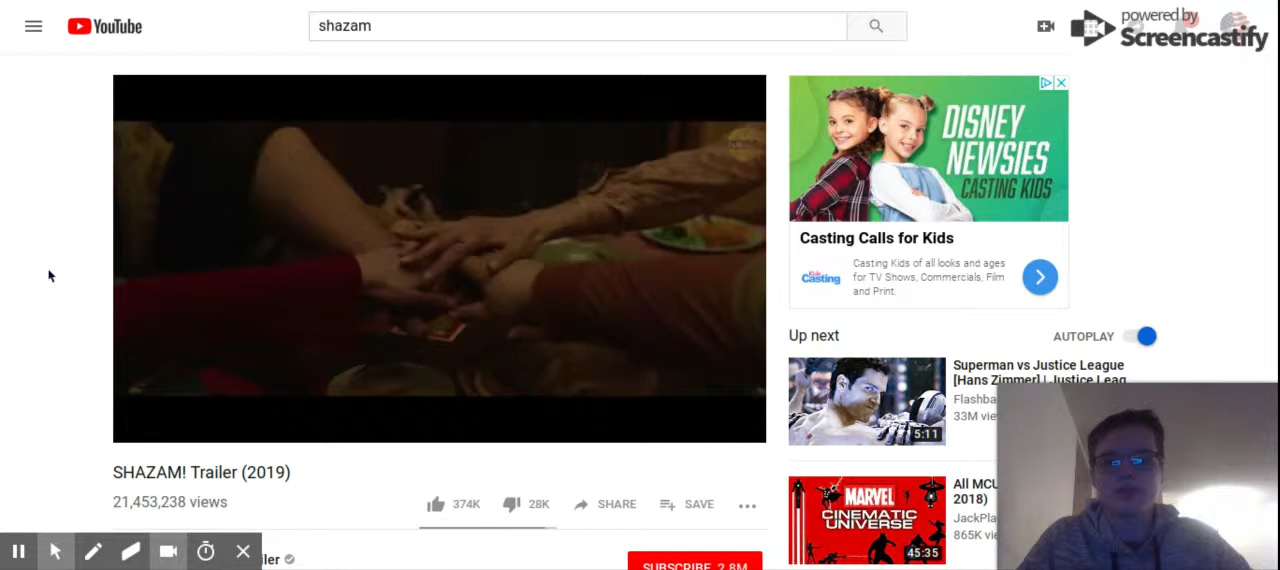 YouTube
shazam
powered by
Screencastify
DISNEY
NEWSIES
CASTING KIDS
Casting Calls for Kids
Kids
Casting
Casting Kids of all looks and ages
for TV Shows, Commercials, Film
and Print.
Up next
AUTOPLAY
Superman vs Justice League
[Hans Zimmer] | Justice Leag
Flashba
33M vie
5:11
SHAZAM! Trailer (2019)
21,453,238 views
374K
28K
SHARE
SAVE
All MCU
2018)
JackPla
865K vie
MARVEL
CINEMATIC
UNIVERSE
45:35
iler
SUBSCRIBE 2.8M